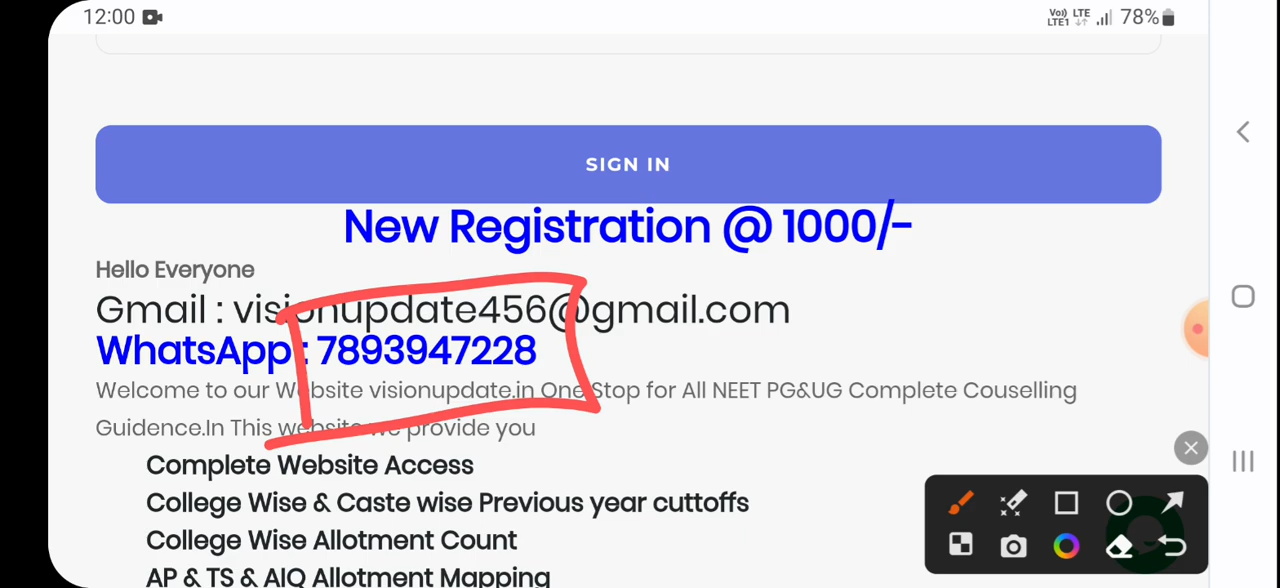 12:00
Vo)) LTE
LTE1
78%
SIGN IN
New Registration @ 1000/-
Hello Everyone
Gmail : visionupdate456@gmail.com
WhatsApp : 7893947228
Welcome to our Website visionupdate.in One Stop for All NEET PG&UG Complete Couselling
Guidence.In This website we provide you
Complete Website Access
College Wise & Caste wise Previous year cuttoffs
College Wise Allotment Count
AP & TS & AIQ Allotment Mapping